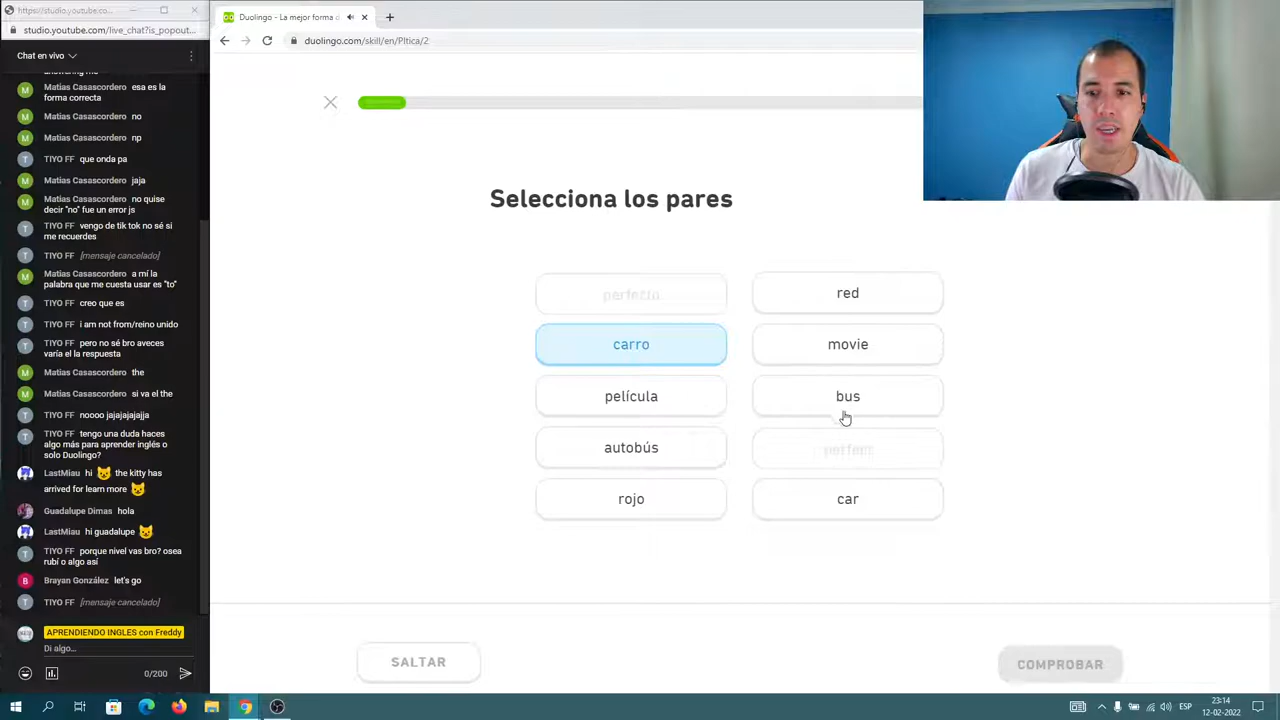 https://studio.youtube.co...
studio.youtube.com/live_chat?is_popout...
Chat en vivo
answering me
Matias Casascordero esa es la
forma correcta
Matias Casascordero no
Matias Casascordero np
TIYO FF que onda pa
Matias Casascordero jaja
Matias Casascordero no quise
decir "no" fue un error js
TIYO FF vengo de tik tok no sé si
me recuerdes
TIYO FF [mensaje cancelado]
Matias Casascordero a mí la
palabra que me cuesta usar es "to"
TIYO FF creo que es
TIYO FF i am not from/reino unido
TIYO FF pero no sé bro aveces
varía el la respuesta
Matias Casascordero the
Matias Casascordero si va el the
TIYO FF noooo jajajajajajja
TIYO FF tengo una duda haces
algo más para aprender inglés o
solo Duolingo?
LastMiau hi 😺 the kitty has
arrived for learn more 😺
Guadalupe Dimas hola
LastMiau hi guadalupe 😺
TIYO FF porque nivel vas bro? osea
rubí o algo así
Brayan González let's go
TIYO FF [mensaje cancelado]
APRENDIENDO INGLES con Freddy
Di algo...
0/200
Duolingo - La mejor forma d
duolingo.com/skill/en/Pltica/2
Selecciona los pares
perfecto
red
carro
movie
película
bus
autobús
perfect
rojo
car
SALTAR
COMPROBAR
ESP
23:14
12-02-2022